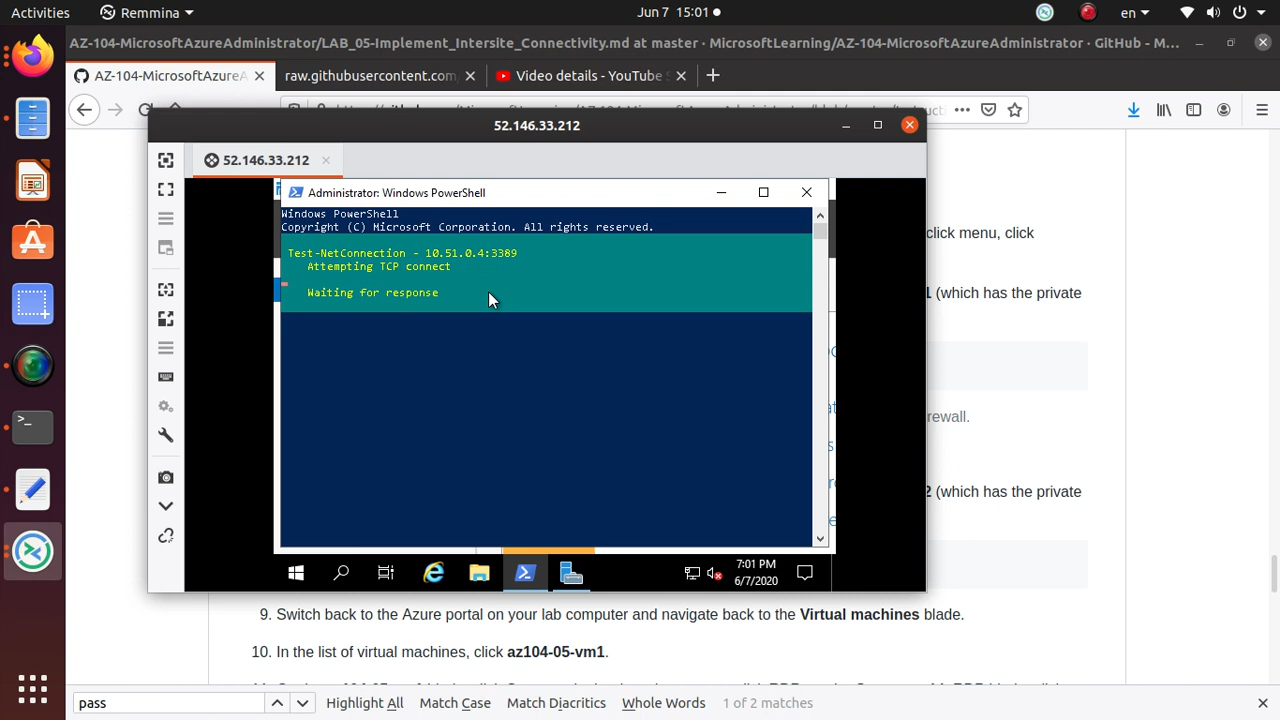 Activities
Remmina
Jun 7 15:01
en
AZ-104-MicrosoftAzureAdministrator/LAB_05-Implement_Intersite_Connectivity.md at master · MicrosoftLearning/AZ-104-MicrosoftAzureAdministrator · GitHub - M...
AZ-104-MicrosoftAzureA
raw.githubusercontent.com
Video details - YouTube
52.146.33.212
52.146.33.212
Administrator: Windows PowerShell
Windows PowerShell
Copyright (C) Microsoft Corporation. All rights reserved.
click menu, click
Test-NetConnection - 10.51.0.4:3389
Attempting TCP connect
Waiting for response
1 (which has the private
rewall.
2 (which has the private
7:01 PM
6/7/2020
9. Switch back to the Azure portal on your lab computer and navigate back to the Virtual machines blade.
10. In the list of virtual machines, click az104-05-vm1.
pass
Highlight All
Match Case
Match Diacritics
Whole Words
1 of 2 matches